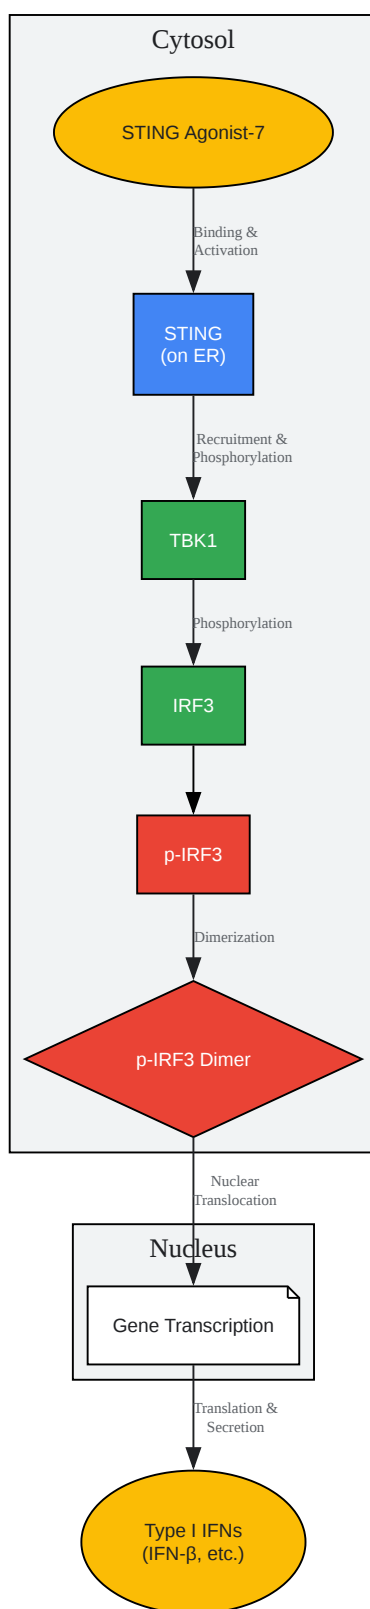 Cytosol
STING Agonist-7
Binding &
Activation
STING
(on ER)
Recruitment &
Phosphorylation
TBK1
Phosphorylation
IRF3
p-IRF3
Dimerization
p-IRF3 Dimer
Nuclear
Translocation
Nucleus
Gene Transcription
Translation &
Secretion
Type I IFNs
(IFN-β, etc.)